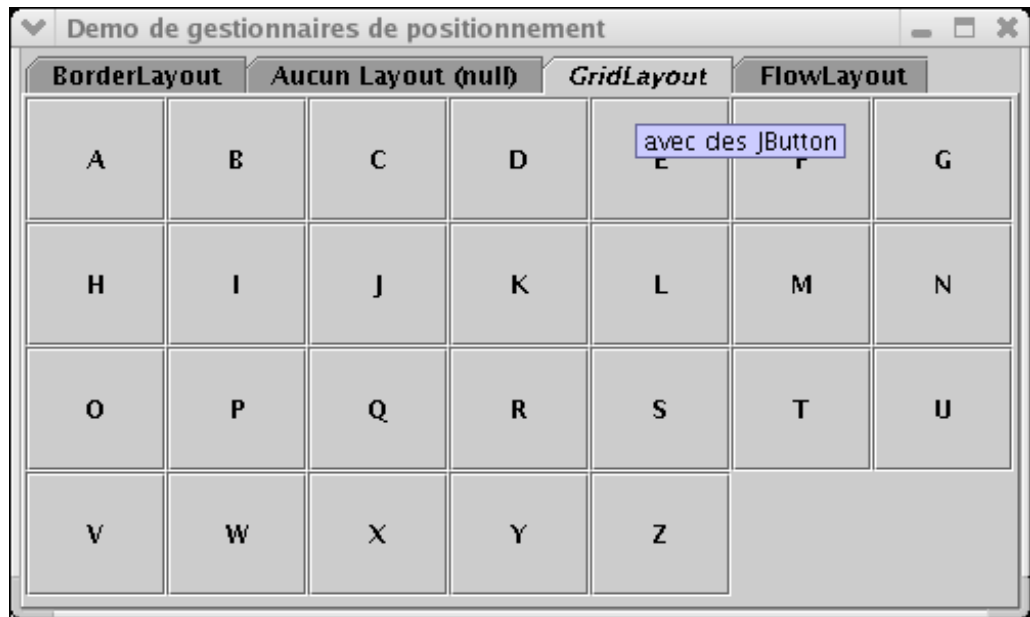 Demo de gestionnaires de positionnement
BorderLayout Aucun Layout (null) GridLayout FlowLayout
avec des JButton
A B C D E F G
H I J K L M N
O P Q R S T U
V W X Y Z